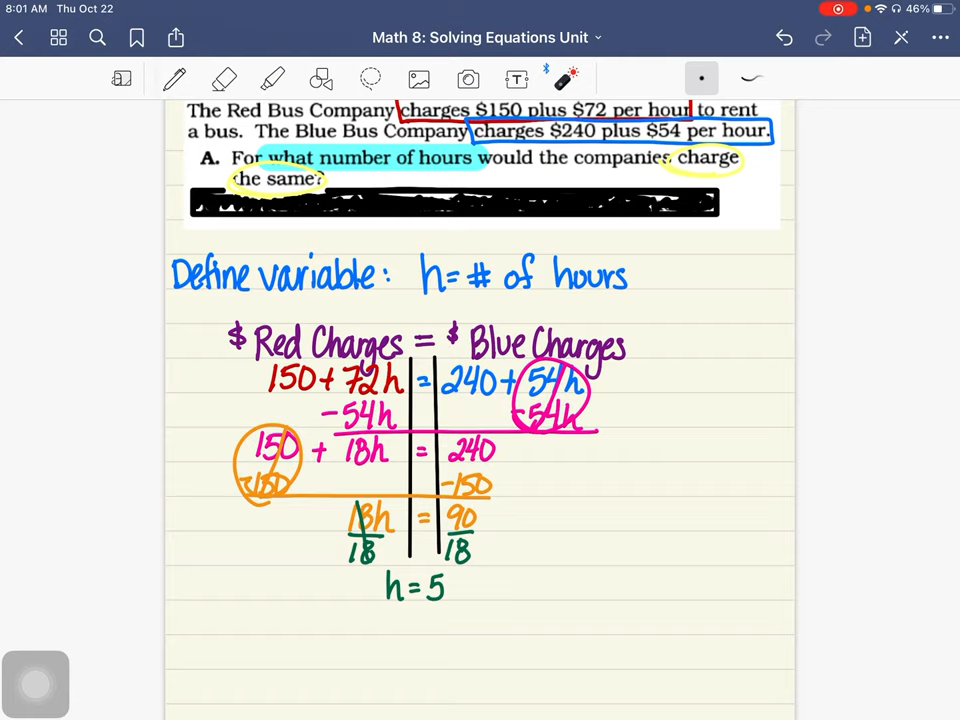 8:01 AM Thu Oct 22
46%
Math 8: Solving Equations Unit
The Red Bus Company charges $150 plus $72 per hour to rent
a bus. The Blue Bus Company charges $240 plus $54 per hour.
A. For what number of hours would the companies charge
the same?
Define variable: h = # of hours
$ Red Charges = $ Blue Charges
150 + 72h = 240 + 54h
-54h -54h
150 + 18h = 240
-150 -150
18h = 90
18 18
h = 5